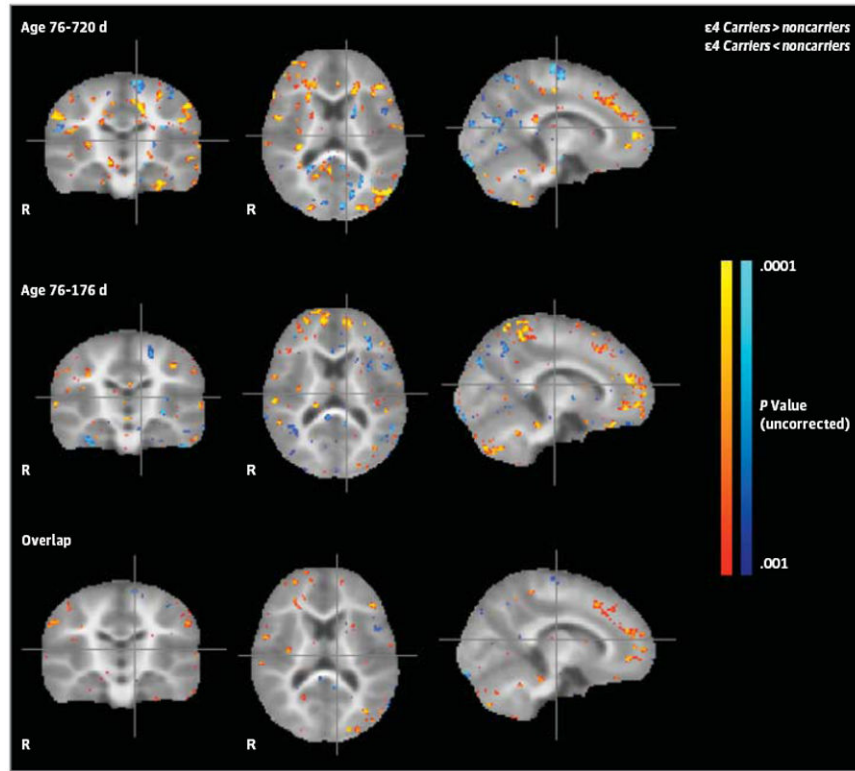 Age 76-720 d
ε4 Carriers > noncarriers
ε4 Carriers < noncarriers
R
R
Age 76-176 d
.0001
P Value
(uncorrected)
R
R
Overlap
.001
R
R